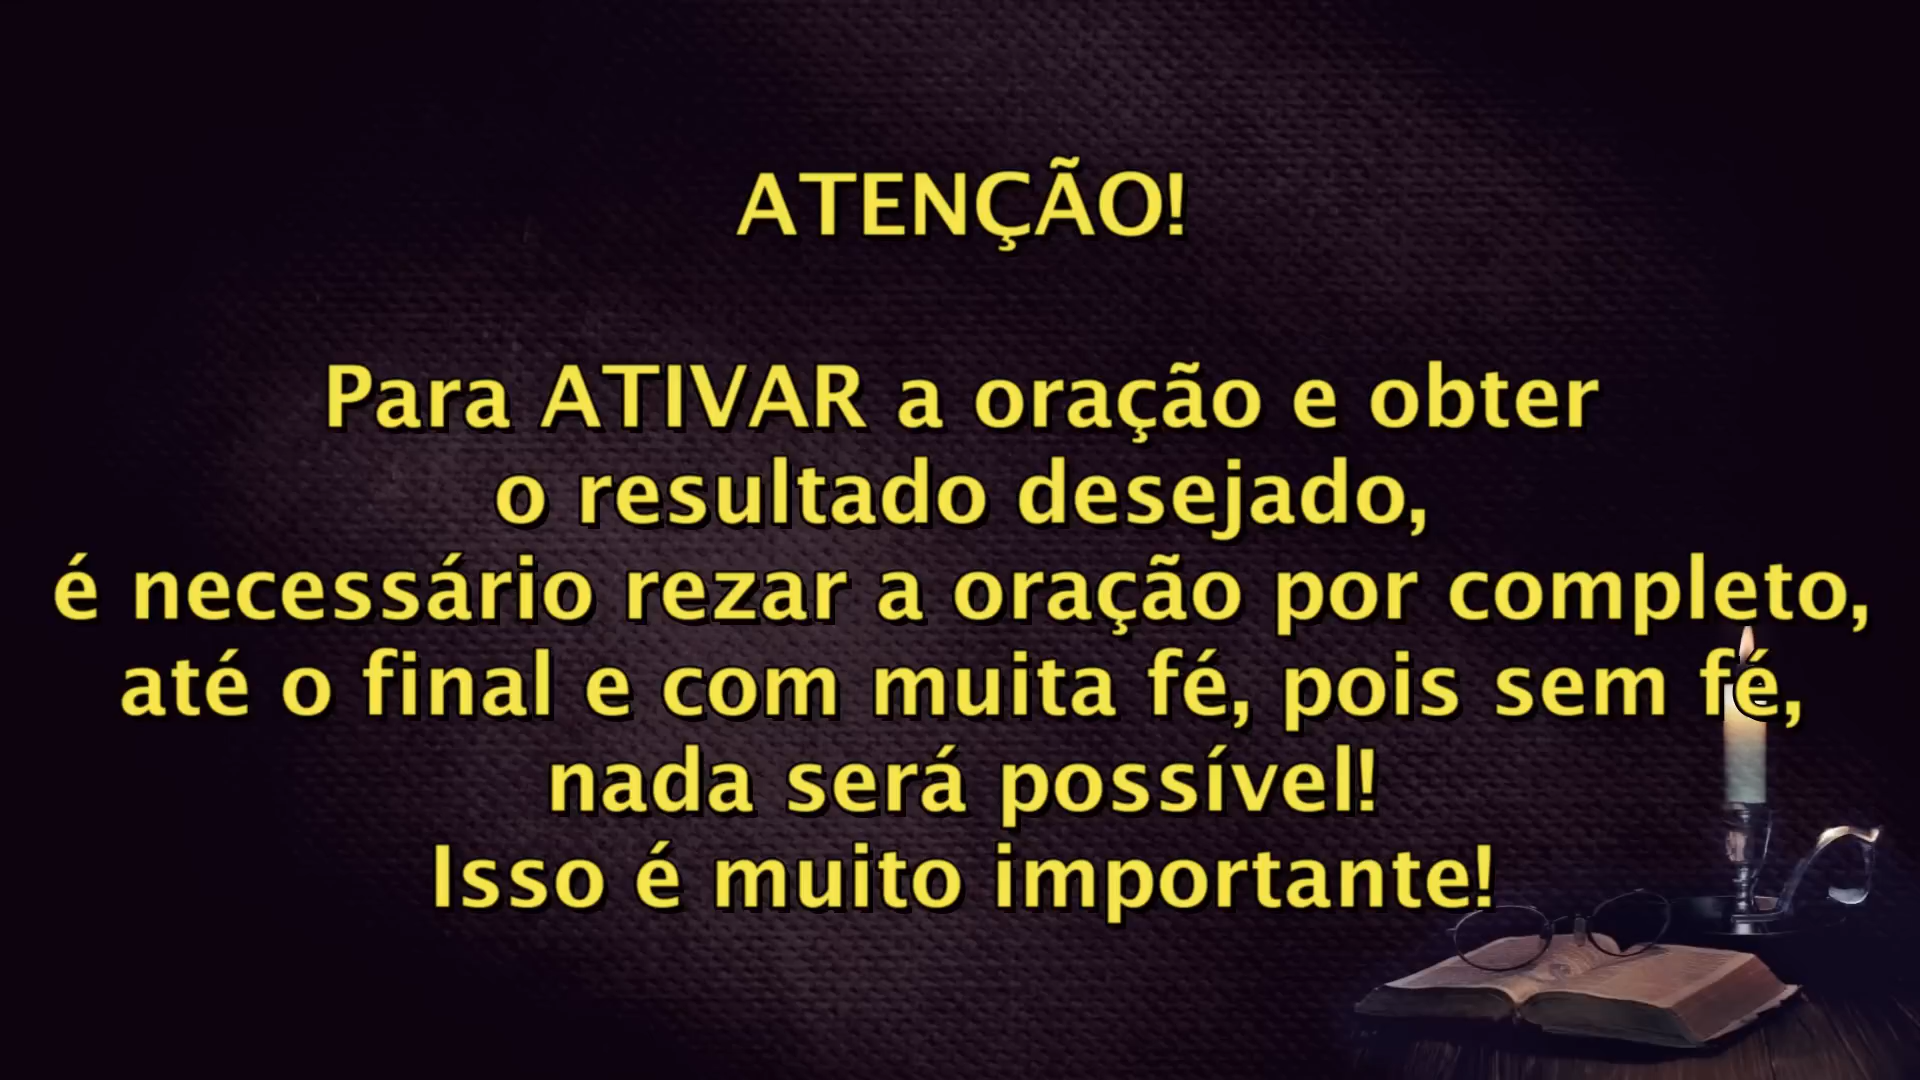 ATENÇÃO!
Para ATIVAR a oração e obter
o resultado desejado,
é necessário rezar a oração por completo,
até o final e com muita fé, pois sem fé,
nada será possível!
Isso é muito importante!